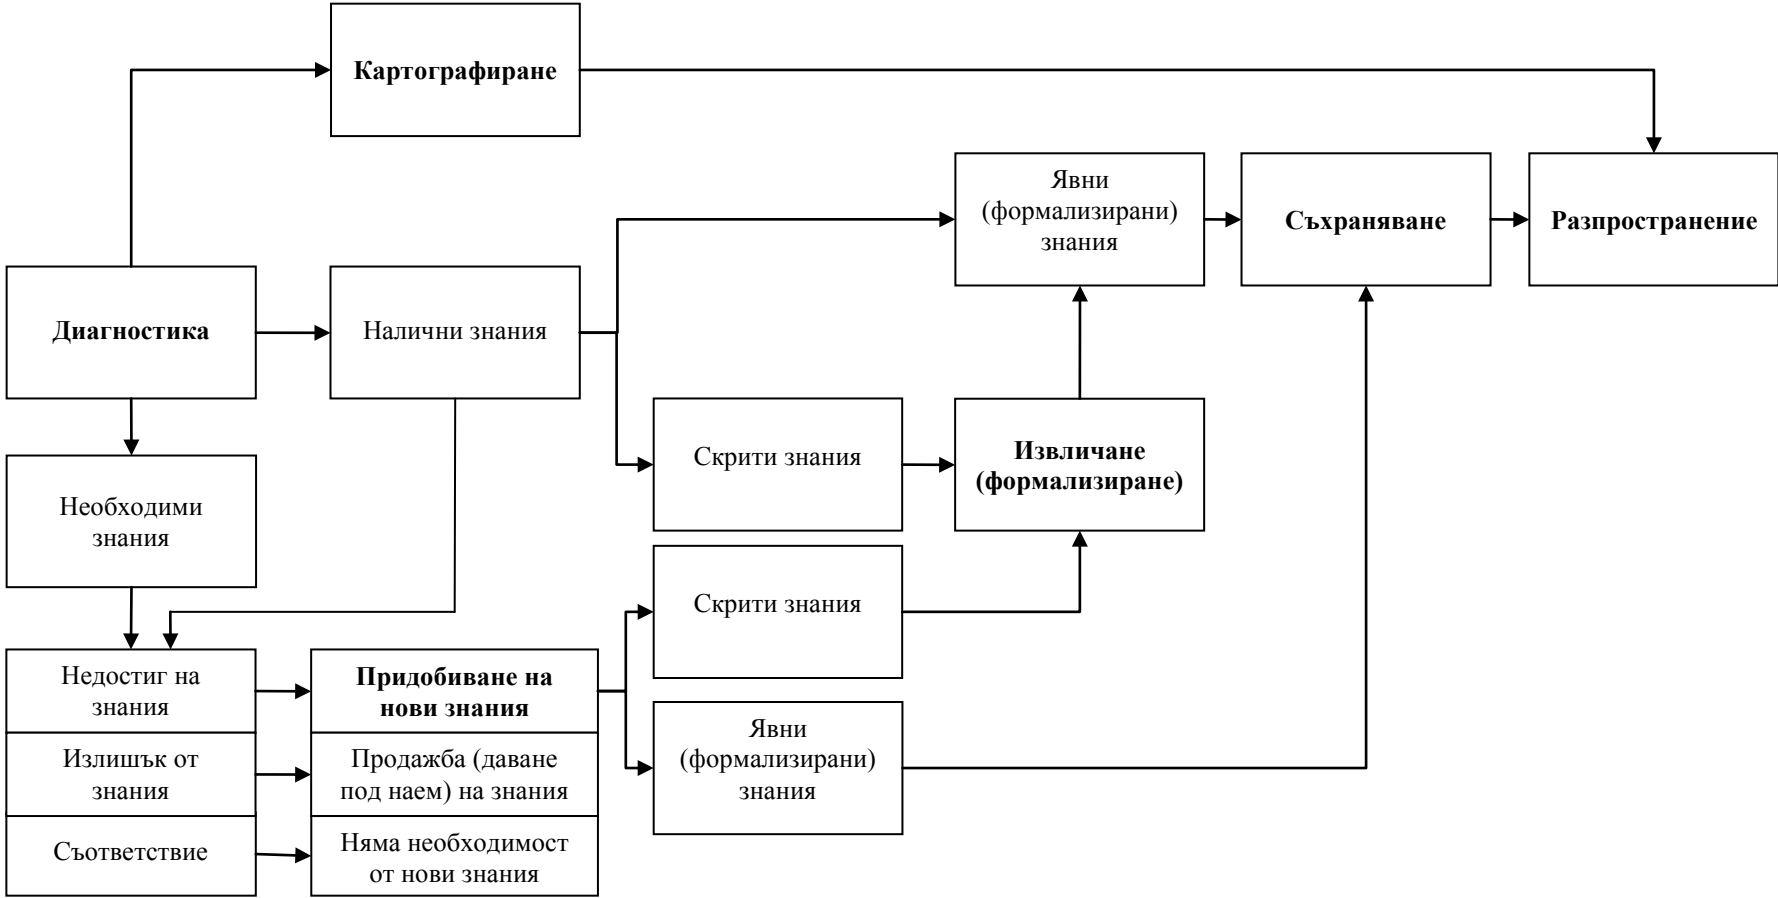 Картографиране
Явни
(формализирани)
знания
Съхраняване
Разпространение
Диагностика
Налични знания
Скрити знания
Извличане
(формализиране)
Необходими
знания
Скрити знания
Недостиг на
знания
Придобиване на
нови знания
Явни
(формализирани)
знания
Излишък от
знания
Продажба (даване
под наем) на знания
Съответствие
Няма необходимост
от нови знания